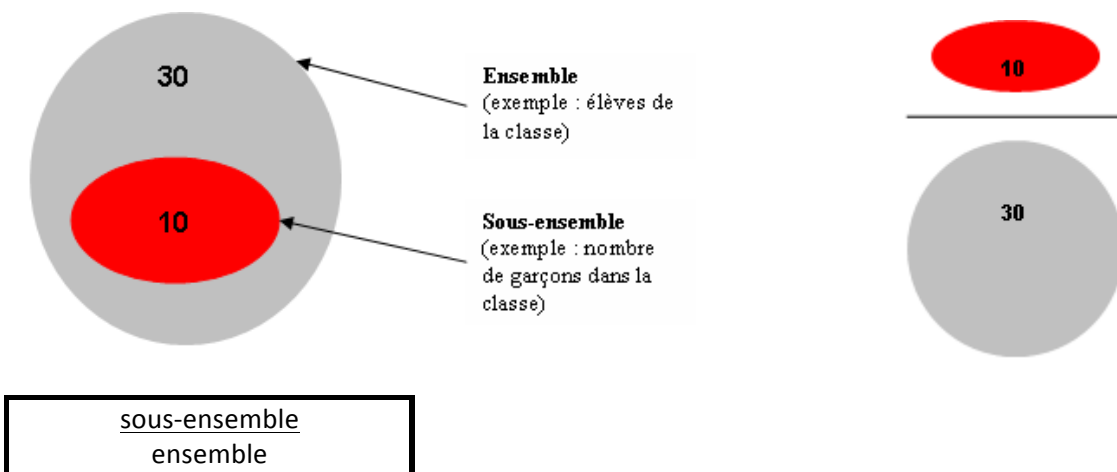 30
10
Ensemble
(exemple : élèves de
la classe)
Sous-ensemble
(exemple : nombre
de garçons dans la
classe)
10
30
sous-ensemble
ensemble